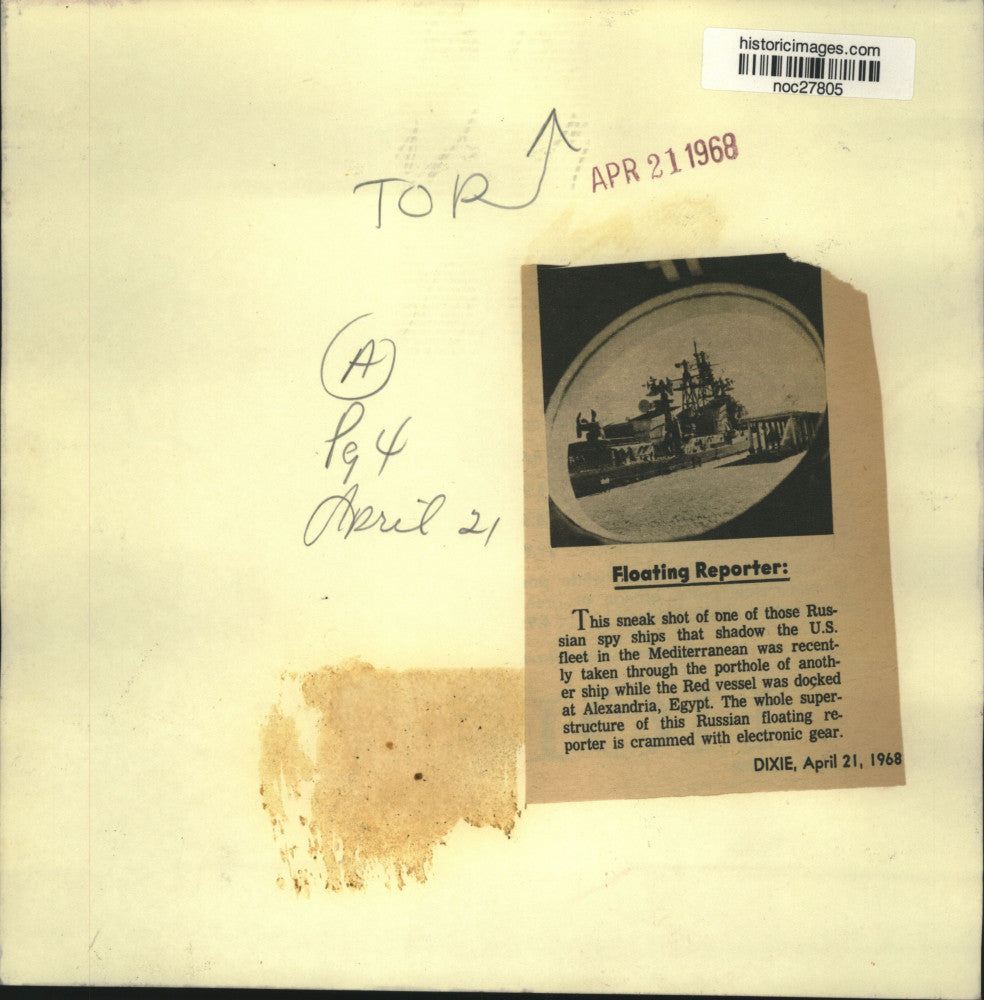 historicimages.com
noc27805
TOP
APR 21 1968
A
Pg 4
April 21
Floating Reporter:
This sneak shot of one of those Rus-
sian spy ships that shadow the U.S.
fleet in the Mediterranean was recent-
ly taken through the porthole of anoth-
er ship while the Red vessel was docked
at Alexandria, Egypt. The whole super-
structure of this Russian floating re-
porter is crammed with electronic gear.
DIXIE, April 21, 1968